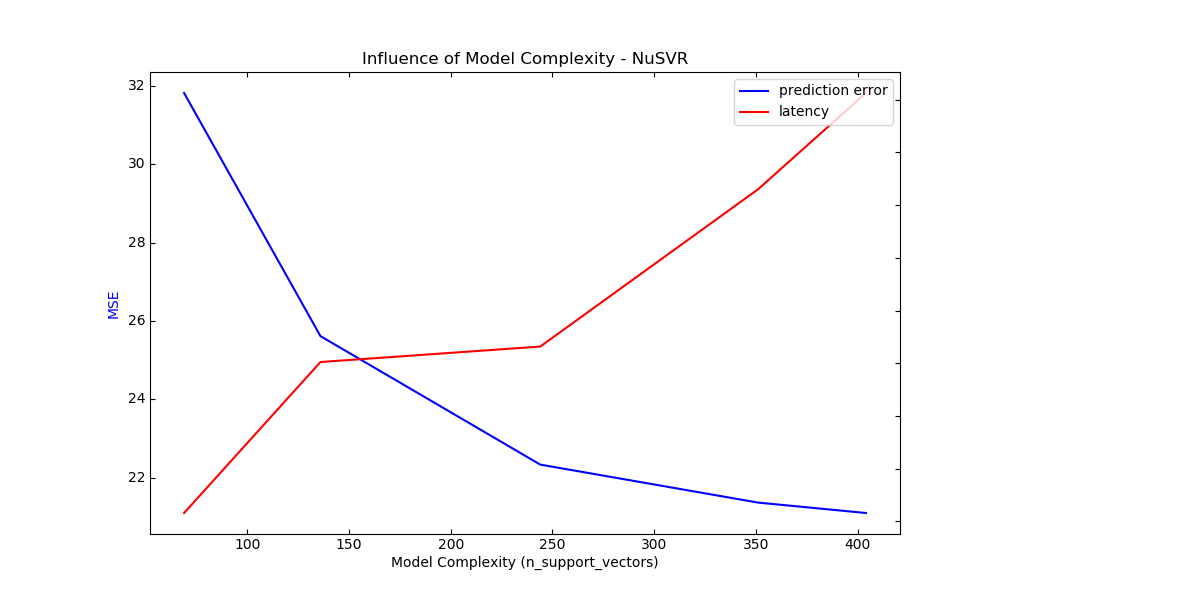 Influence of Model Complexity - NuSVR
prediction error
latency
32
30
28
26
24
22
MSE
100
150
200
250
300
350
400
Model Complexity (n_support_vectors)